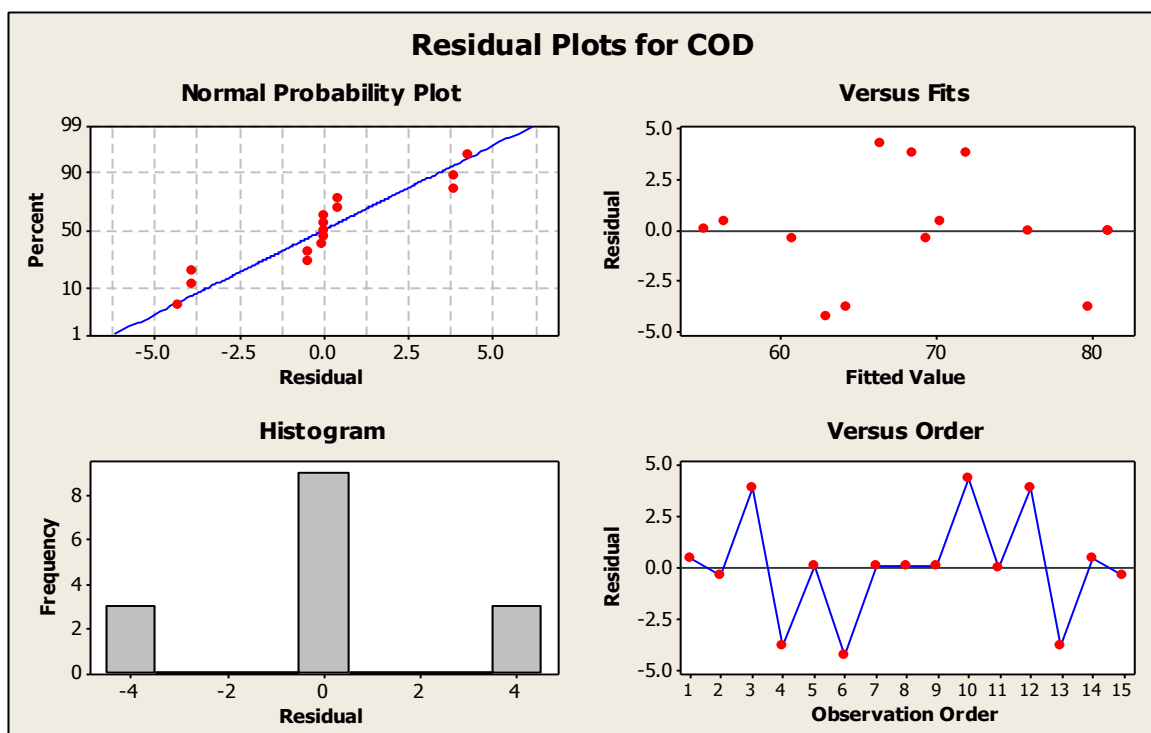 Residual Plots for COD
Normal Probability Plot
99
90
50
10
1
Percent
-5.0 -2.5 0.0 2.5 5.0
Residual
Versus Fits
5.0
2.5
0.0
-2.5
-5.0
Residual
60 70 80
Fitted Value
Histogram
8
6
4
2
0
Frequency
-4 -2 0 2 4
Residual
Versus Order
5.0
2.5
0.0
-2.5
-5.0
Residual
1 2 3 4 5 6 7 8 9 10 11 12 13 14 15
Observation Order